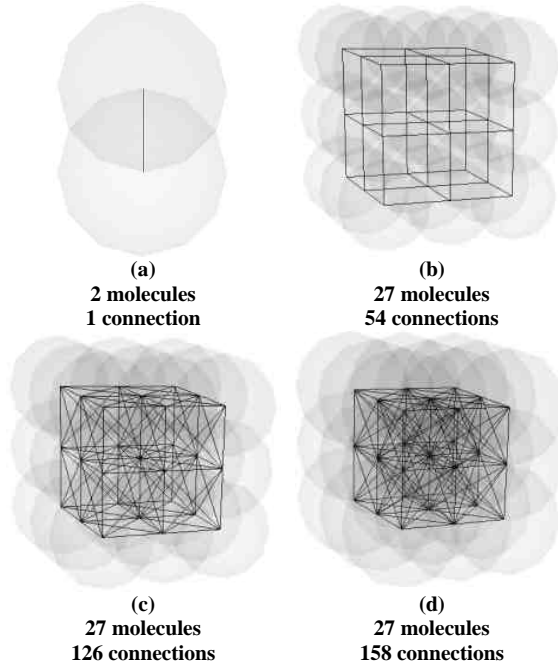 (a)
2 molecules
1 connection
(b)
27 molecules
54 connections
(c)
27 molecules
126 connections
(d)
27 molecules
158 connections